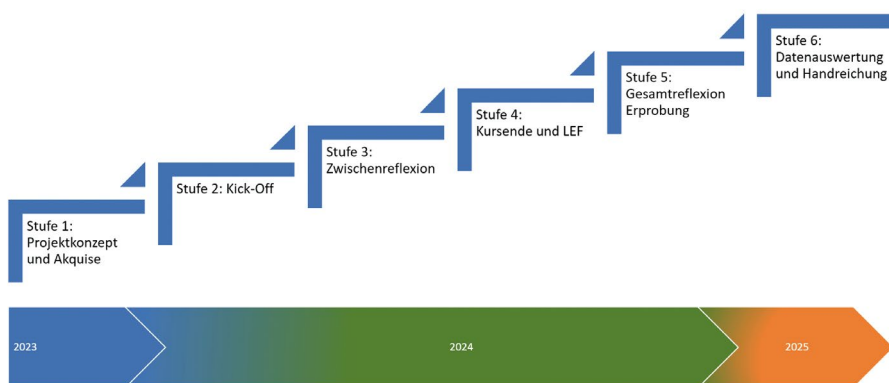 Stufe 1:
Projektkonzept
und Akquise
Stufe 2: Kick-Off
Stufe 3:
Zwischenreflexion
Stufe 4:
Kursende und LEF
Stufe 5:
Gesamtreflexion
Erprobung
Stufe 6:
Datenauswertung
und Handreichung
2023
2024
2025